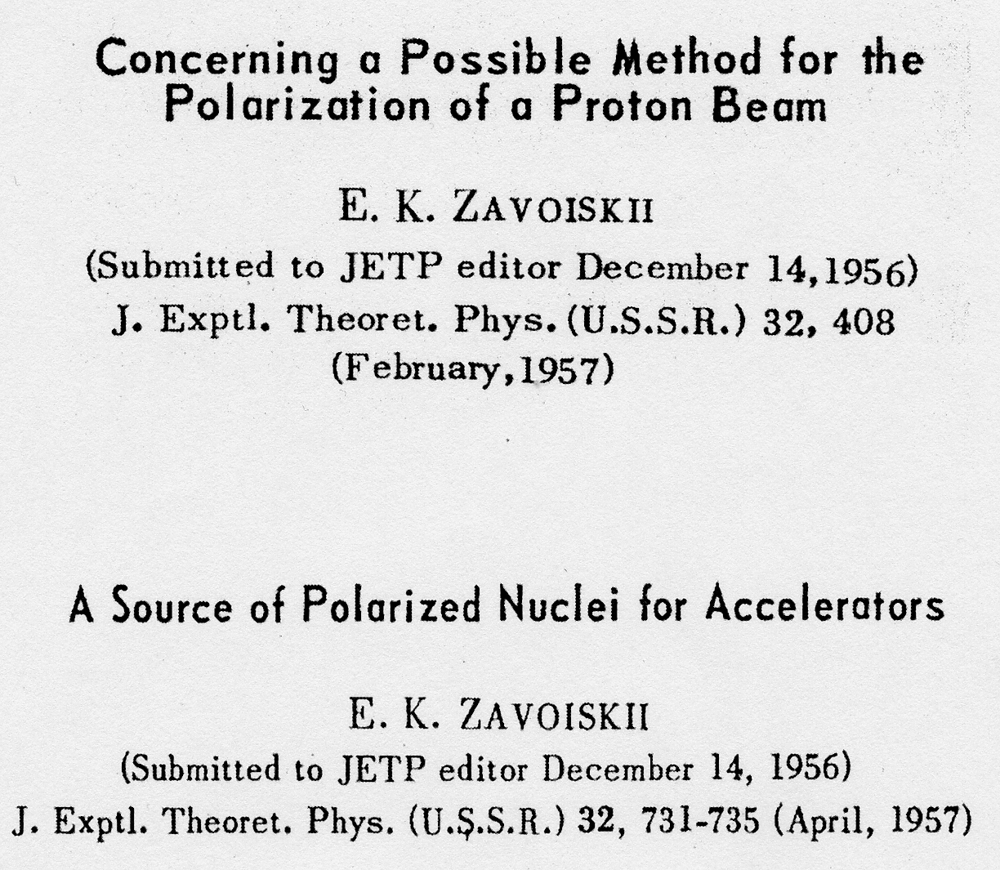 Concerning a Possible Method for the
Polarization of a Proton Beam
E. K. ZAVOISKII
(Submitted to JETP editor December 14,1956)
J. Exptl. Theoret. Phys. (U.S.S.R.) 32, 408
(February,1957)
A Source of Polarized Nuclei for Accelerators
E. K. ZAVOISKII
(Submitted to JETP editor December 14, 1956)
J. Exptl. Theoret. Phys. (U.S.S.R.) 32, 731-735 (April, 1957)